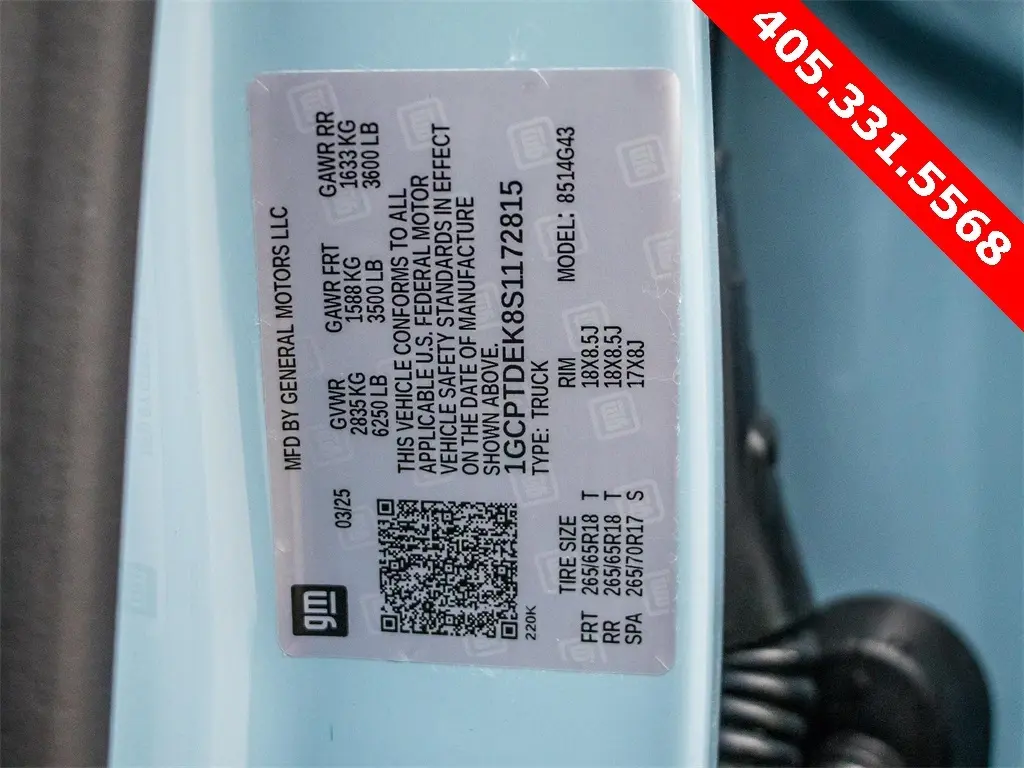 405.331.5568
gm
03/25
MFD BY GENERAL MOTORS LLC
GVWR GAWR FRT GAWR RR
2835 KG 1588 KG 1633 KG
6250 LB 3500 LB 3600 LB
THIS VEHICLE CONFORMS TO ALL
APPLICABLE U.S. FEDERAL MOTOR
VEHICLE SAFETY STANDARDS IN EFFECT
ON THE DATE OF MANUFACTURE
SHOWN ABOVE.
1GCPTDEK8S1172815
220K
TYPE: TRUCK MODEL: 8514G43
TIRE SIZE RIM
FRT 265/65R18 T 18X8.5J
RR 265/65R18 T 18X8.5J
SPA 265/70R17 S 17X8J